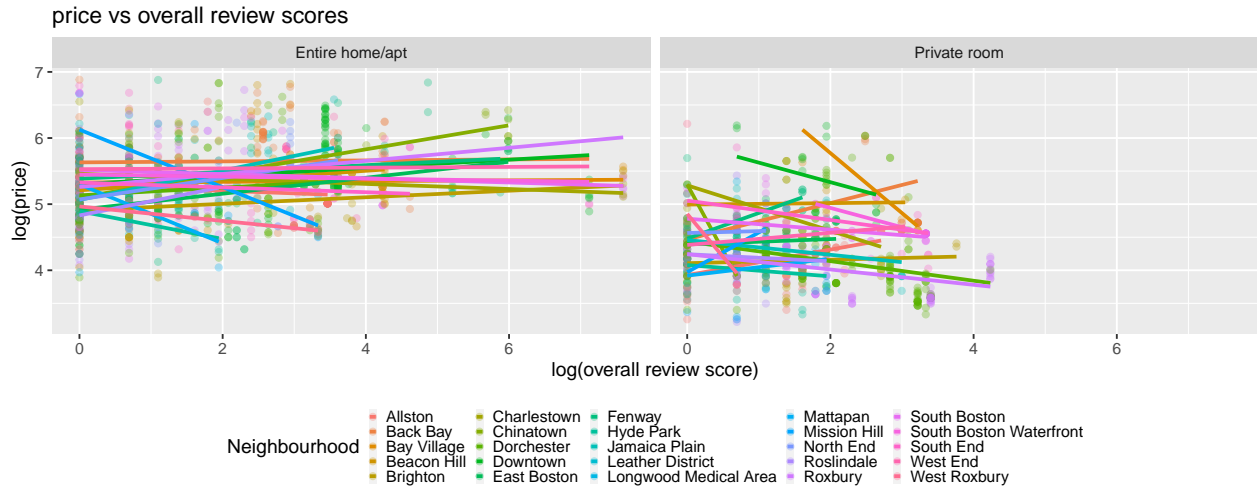 price vs overall review scores
Entire home/apt
Private room
log(price)
7
6
5
4
0 2 4 6
0 2 4 6
log(overall review score)
Neighbourhood
Allston
Back Bay
Bay Village
Beacon Hill
Brighton
Charlestown
Chinatown
Dorchester
Downtown
East Boston
Fenway
Hyde Park
Jamaica Plain
Leather District
Longwood Medical Area
Mattapan
Mission Hill
North End
Roslindale
Roxbury
South Boston
South Boston Waterfront
South End
West End
West Roxbury